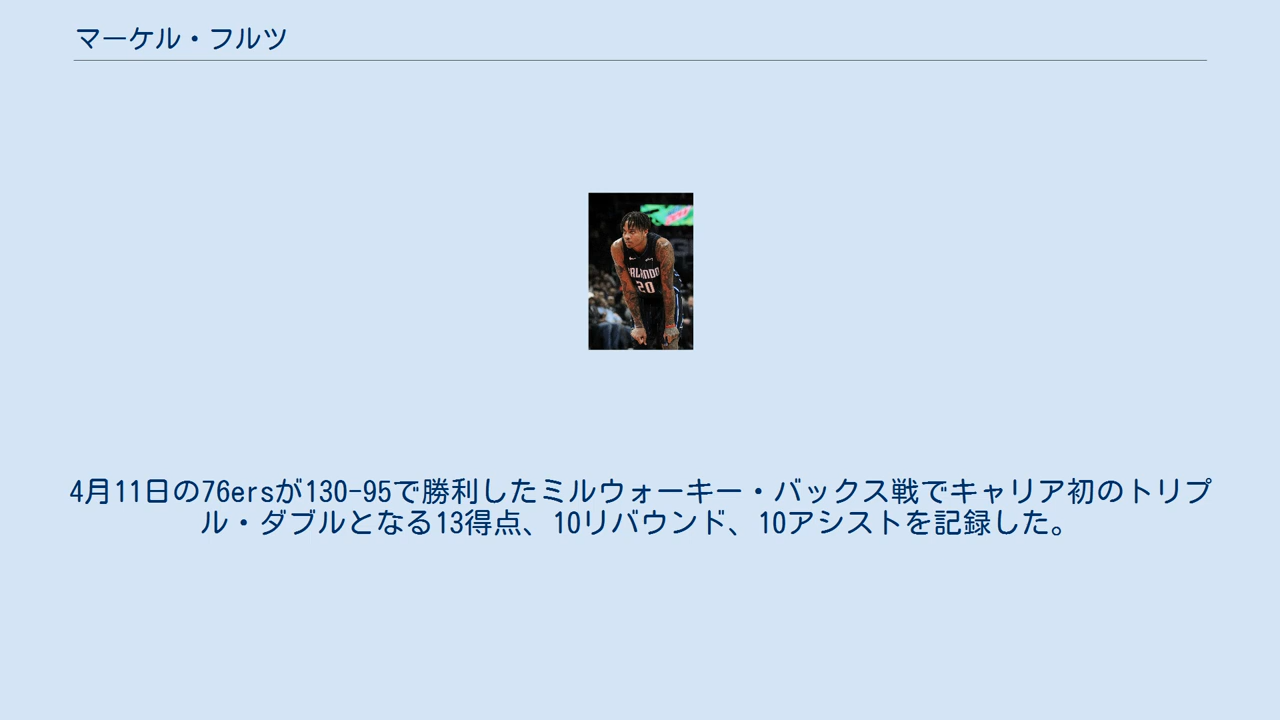 マーケル・フルツ
ORLANDO
20
4月11日の76ersが130-95で勝利したミルウォーキー・バックス戦でキャリア初のトリプ
ル・ダブルとなる13得点、10リバウンド、10アシストを記録した。